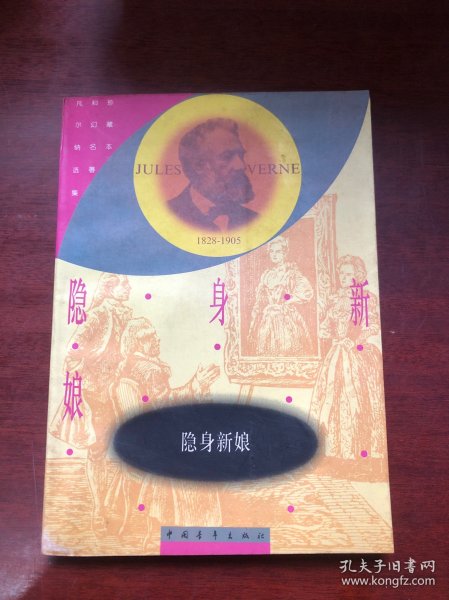 凡尔纳选集
科幻名著
珍藏本
JULES VERNE
1828-1905
隐·身·新
娘
隐身新娘
中国青年出版社
孔夫子旧书网
www.kongfz.com